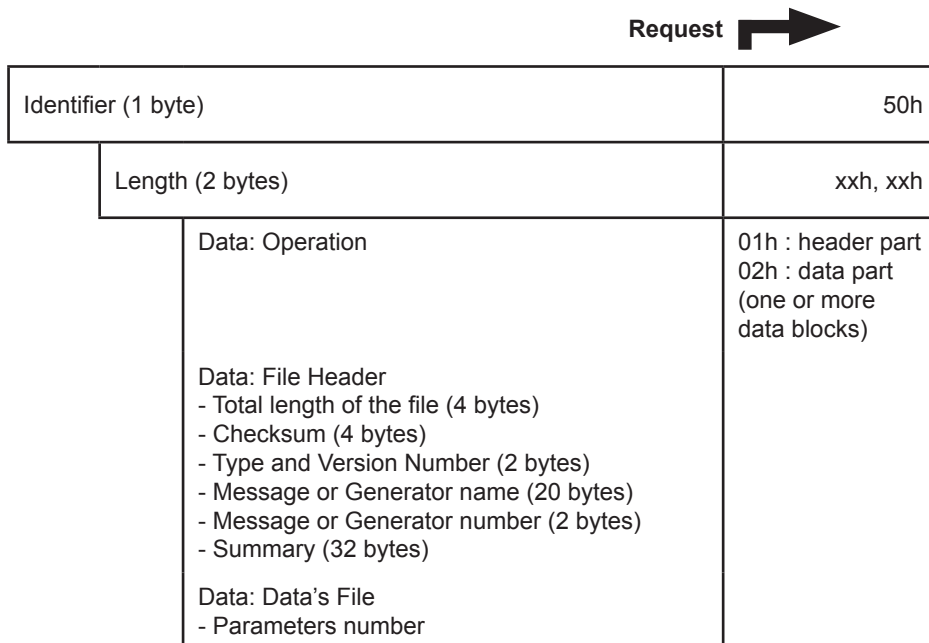 Request
Identifier (1 byte) 50h
Length (2 bytes) xxh, xxh
Data: Operation 01h : header part
02h : data part
(one or more
data blocks)
Data: File Header
- Total length of the file (4 bytes)
- Checksum (4 bytes)
- Type and Version Number (2 bytes)
- Message or Generator name (20 bytes)
- Message or Generator number (2 bytes)
- Summary (32 bytes)
Data: Data's File
- Parameters number